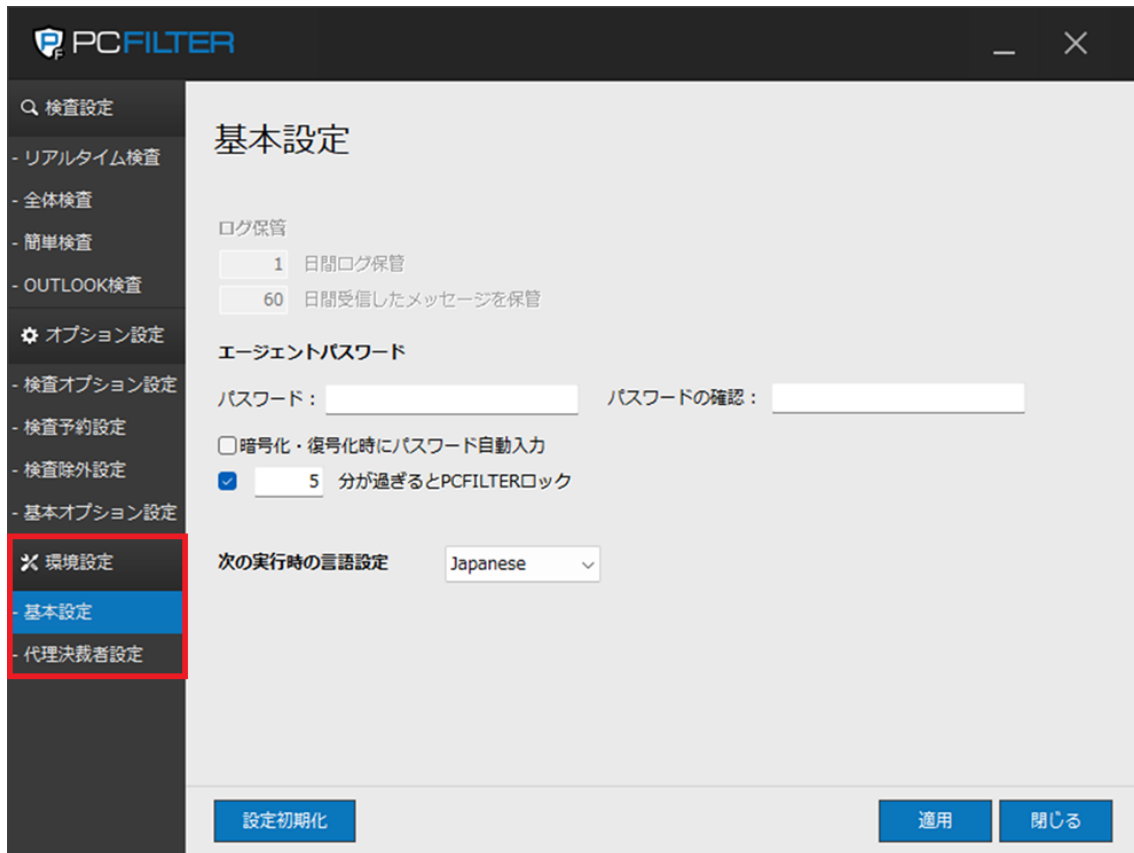 PCFILTER
検査設定
- リアルタイム検査
- 全体検査
- 簡単検査
- OUTLOOK検査
オプション設定
- 検査オプション設定
- 検査予約設定
- 検査除外設定
- 基本オプション設定
環境設定
- 基本設定
- 代理決裁者設定
基本設定
ログ保管
1 日間ログ保管
60 日間受信したメッセージを保管
エージェントパスワード
パスワード： パスワードの確認：
暗号化・復号化時にパスワード自動入力
5 分が過ぎるとPCFILTERロック
次の実行時の言語設定 Japanese
設定初期化 適用 閉じる